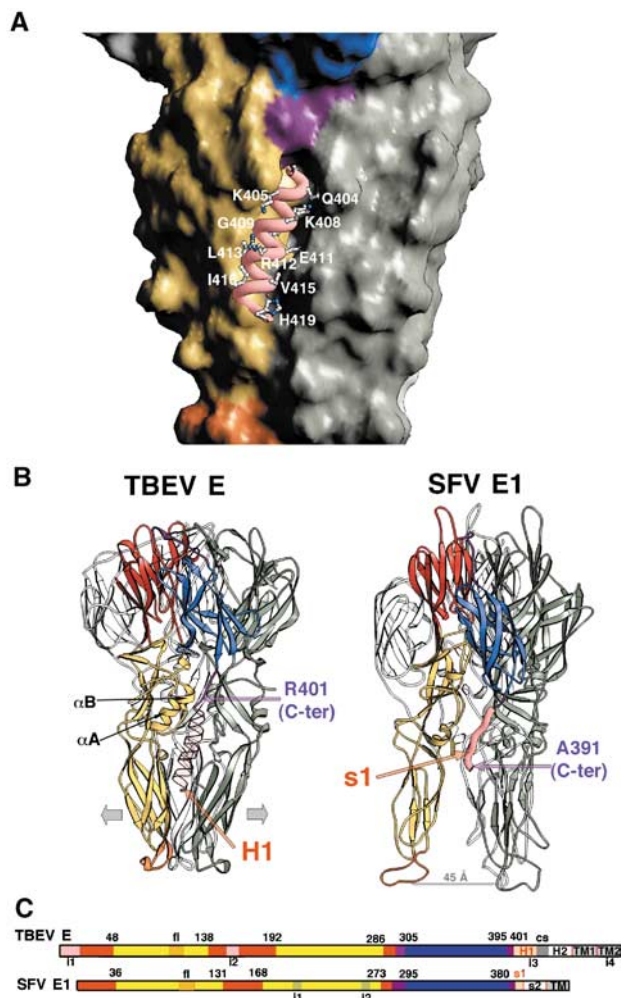 A
K405
Q404
G409
K408
L413
R412
E411
I416
V415
H419
B
TBEV E
SFV E1
αB
αA
R401
(C-ter)
s1
A391
(C-ter)
H1
45 Å
C
TBEV E
48 fl 138 192 286 305 395 401 cs
H1 H2 TM1 TM2
i1 i2 i3 i4
36 fl 131 168 273 295 380 s1
SFV E1
i1 i2 s2 TM